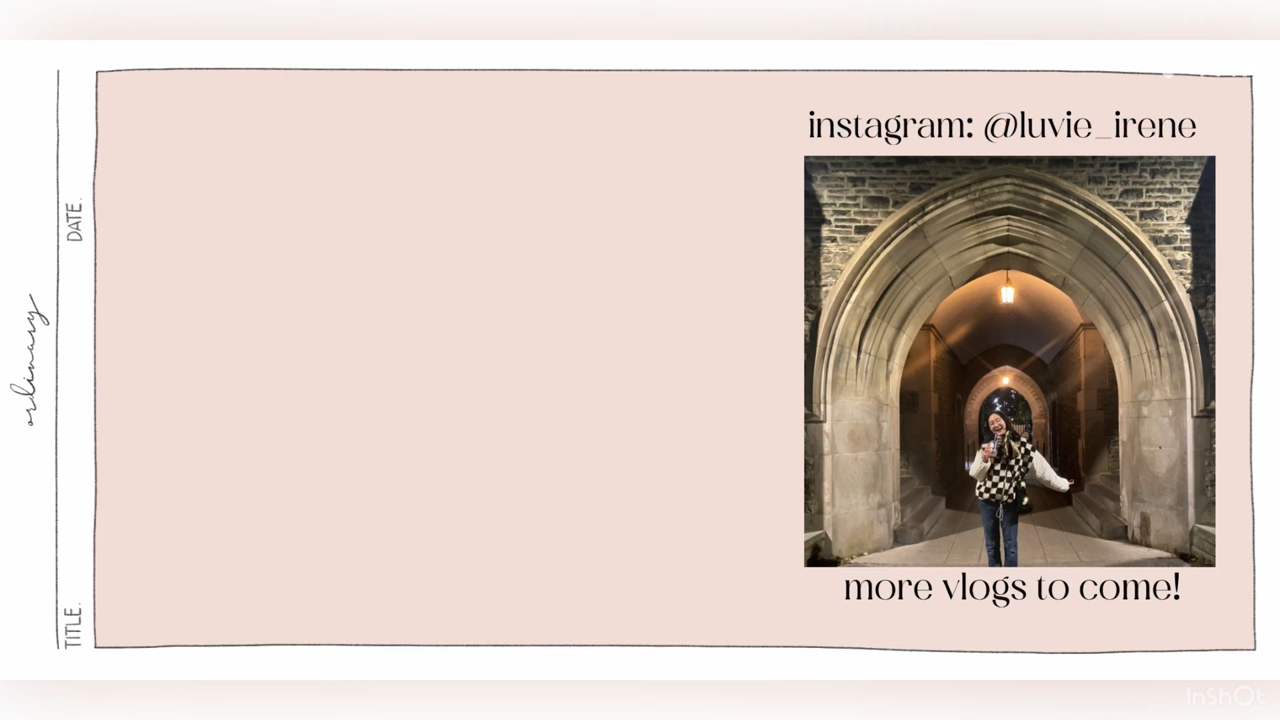 instagram: @luvie_irene
more vlogs to come!
ordinary
DATE.
TITLE.
InShOt